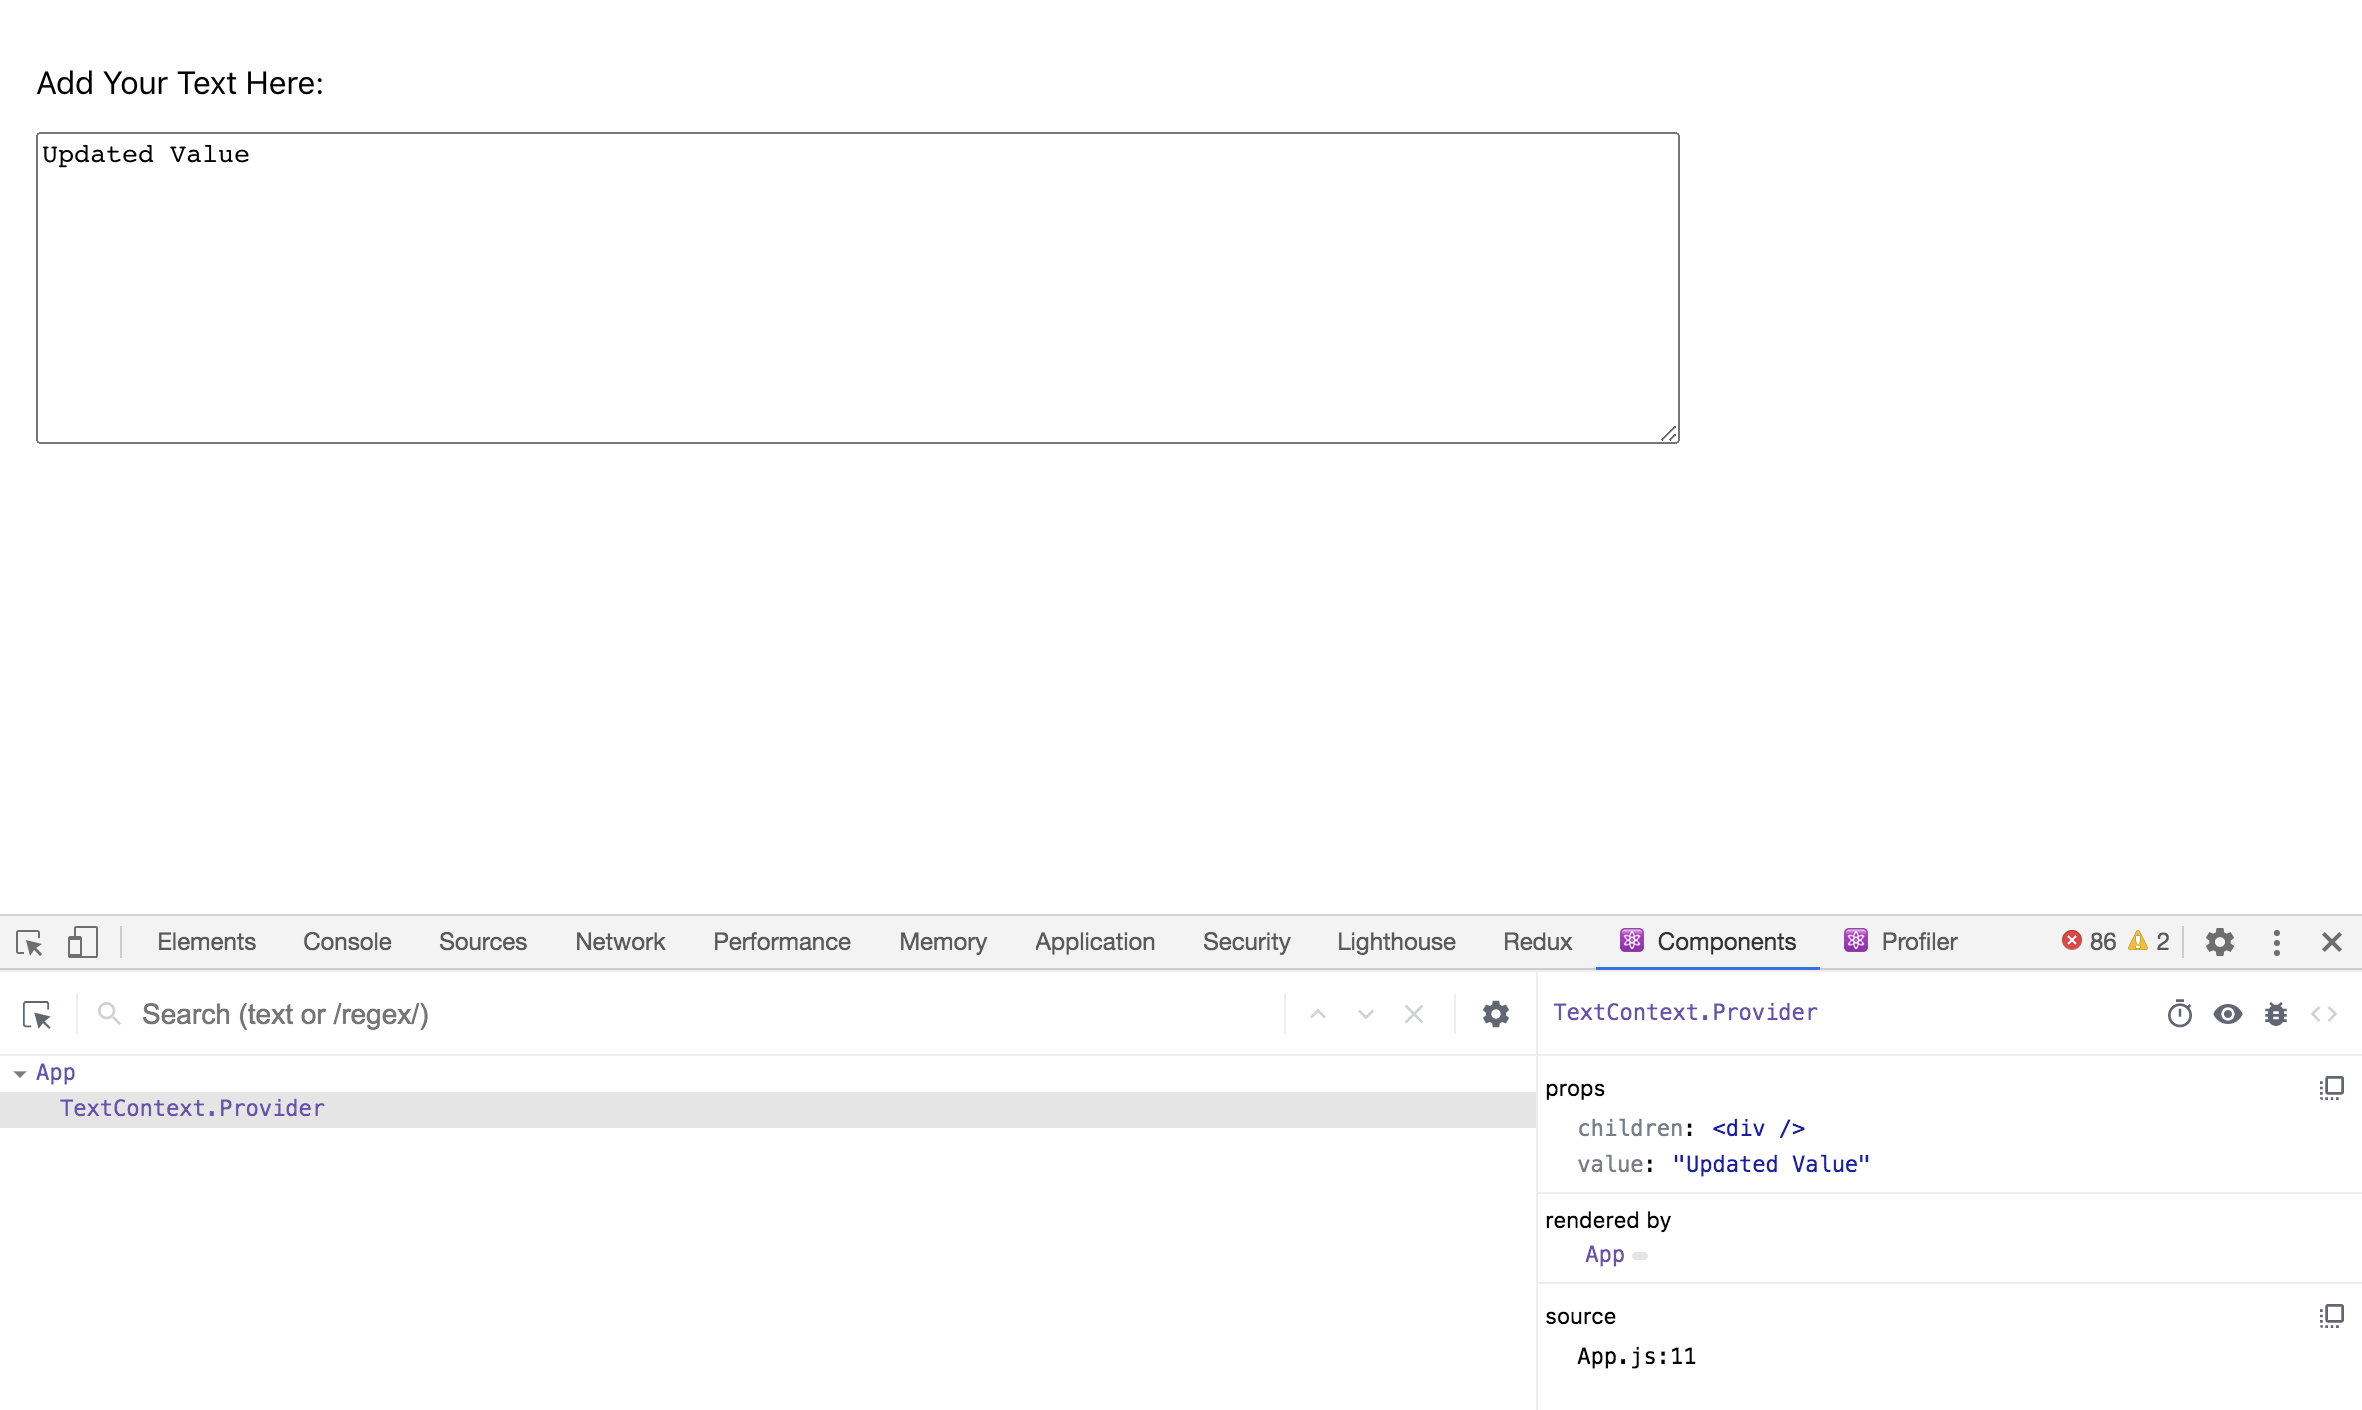 Add Your Text Here:
Updated Value
Elements Console Sources Network Performance Memory Application Security Lighthouse Redux Components Profiler 86 2
Search (text or /regex/)
TextContext.Provider
App
TextContext.Provider
props
children: <div />
value: "Updated Value"
rendered by
App
source
App.js:11